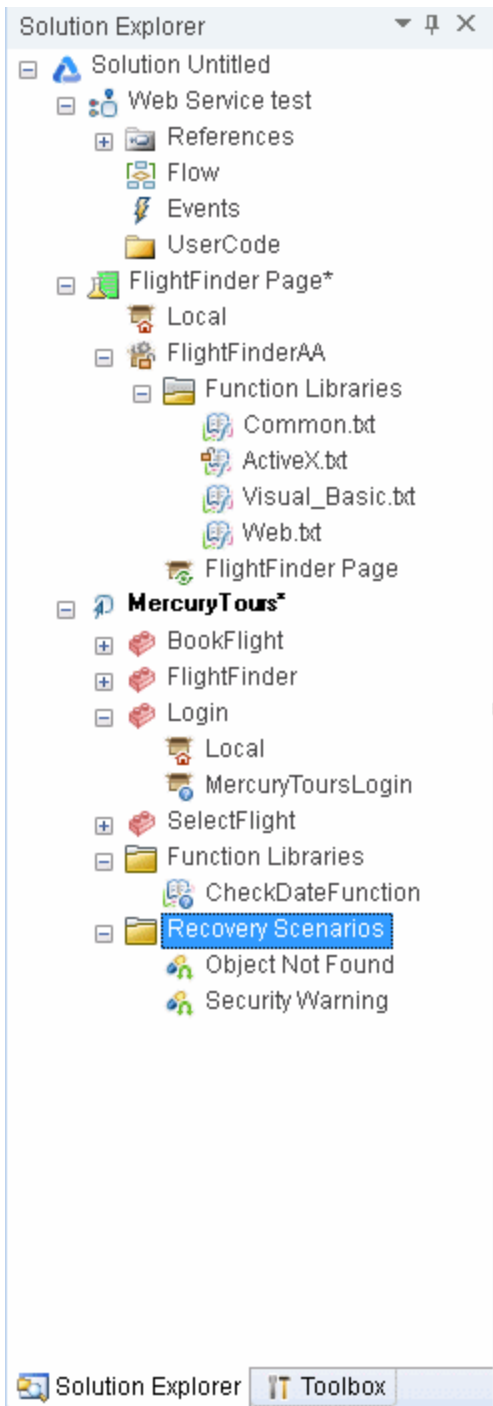 Solution Explorer
Solution Untitled
Web Service test
References
Flow
Events
UserCode
FlightFinder Page*
Local
FlightFinderAA
Function Libraries
Common.txt
ActiveX.txt
Visual_Basic.txt
Web.txt
FlightFinder Page
MercuryTours*
BookFlight
FlightFinder
Login
Local
MercuryToursLogin
SelectFlight
Function Libraries
CheckDateFunction
Recovery Scenarios
Object Not Found
Security Warning
Solution Explorer Toolbox